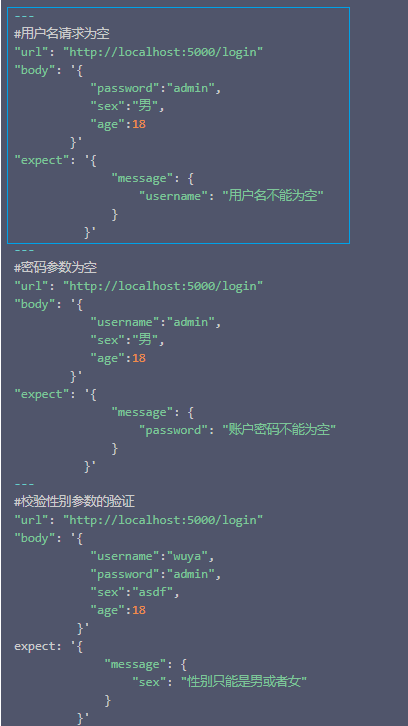 ---
#用户名请求为空
"url": "http://localhost:5000/login"
"body": '{
"password":"admin",
"sex":"男",
"age":18
}'
"expect": '{
"message": {
"username": "用户名不能为空"
}
}'
---
#密码参数为空
"url": "http://localhost:5000/login"
"body": '{
"username":"admin",
"sex":"男",
"age":18
}'
"expect": '{
"message": {
"password": "账户密码不能为空"
}
}'
---
#校验性别参数的验证
"url": "http://localhost:5000/login"
"body": '{
"username":"wuya",
"password":"admin",
"sex":"asdf",
"age":18
}'
expect: '{
"message": {
"sex": "性别只能是男或者女"
}
}'